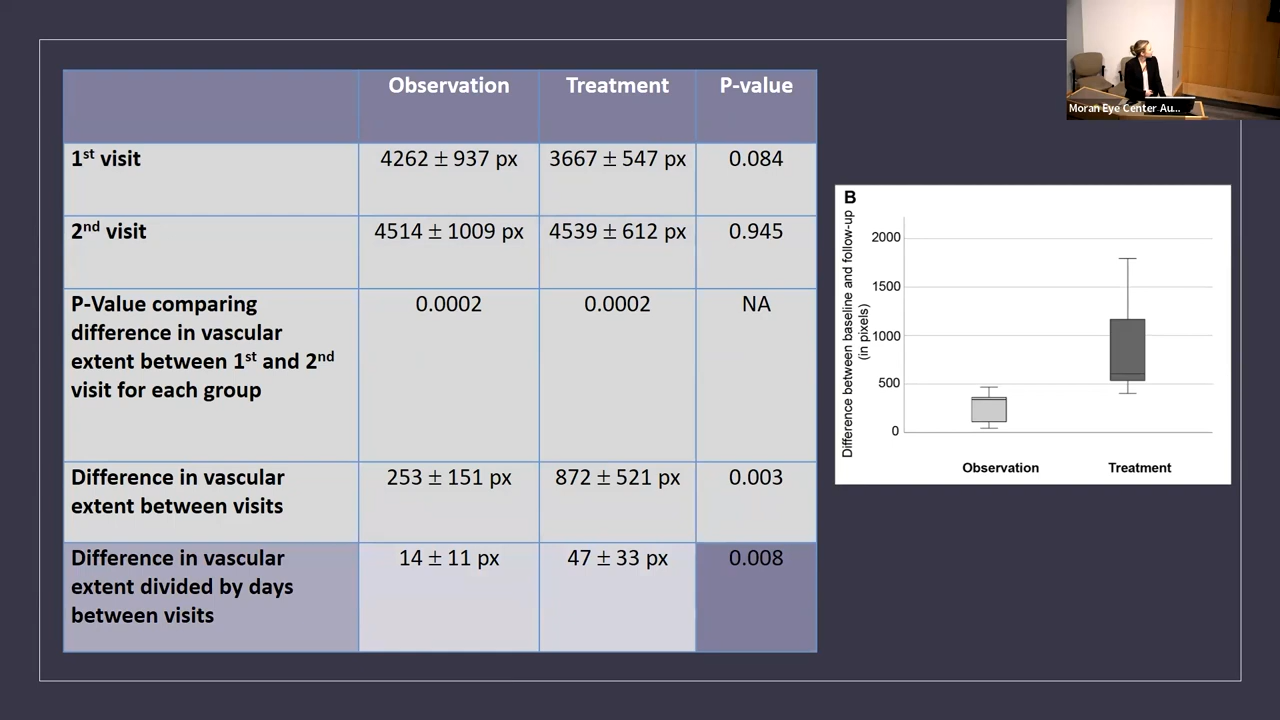 Observation Treatment P-value
1st visit 4262 ± 937 px 3667 ± 547 px 0.084
2nd visit 4514 ± 1009 px 4539 ± 612 px 0.945
P-Value comparing 0.0002 0.0002 NA
difference in vascular
extent between 1st and 2nd
visit for each group
Difference in vascular 253 ± 151 px 872 ± 521 px 0.003
extent between visits
Difference in vascular 14 ± 11 px 47 ± 33 px 0.008
extent divided by days
between visits
Moran Eye Center Au...
B
Difference between baseline and follow-up
(in pixels)
2000
1500
1000
500
0
Observation Treatment